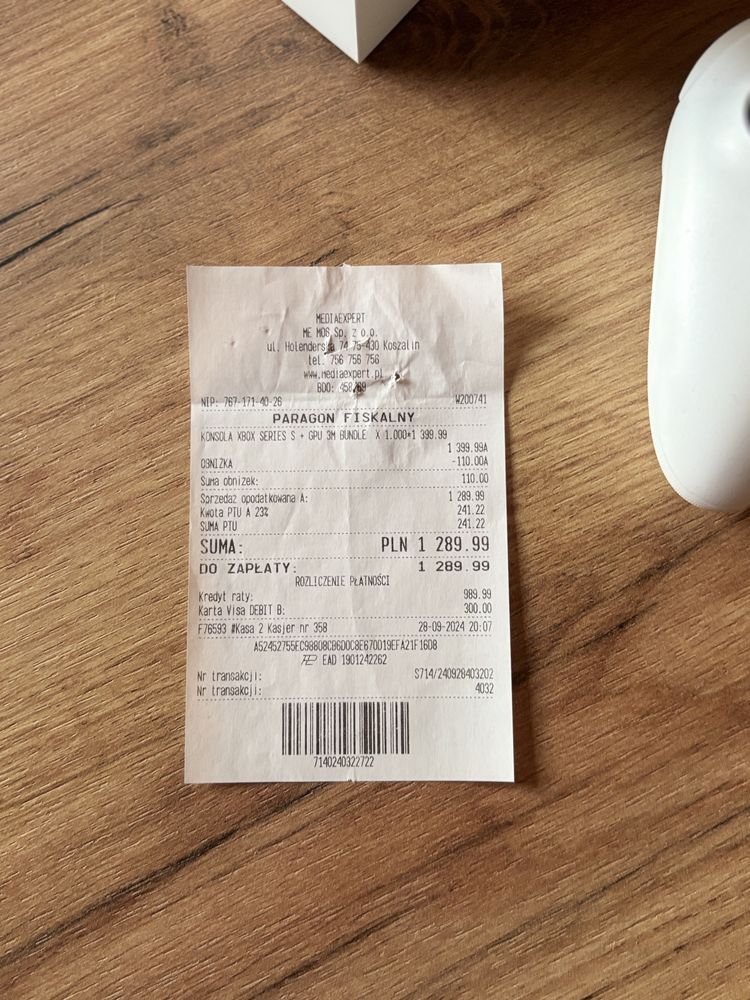 MEDIAEXPERT
ME MOS Sp. z o.o.
ul. Holenderska 74 75-430 Koszalin
tel. 756 756 756
www.mediaexpert.pl
BDO:
NIP: 767-171-40-26 W200741
PARAGON FISKALNY
KONSOLA XBOX SERIES S + GPU 3M BUNDLE X 1.000*1 399.99
1 399.99A
OBNIŻKA -110.00A
Suma obniżek: 110.00
Sprzedaż opodatkowana A: 1 289.99
Kwota PTU A 23% 241.22
SUMA PTU 241.22
SUMA: PLN 1 289.99
DO ZAPŁATY: 1 289.99
ROZLICZENIE PŁATNOŚCI
Kredyt raty: 989.99
Karta Visa DEBIT B: 300.00
F76593 #Kasa 2 Kasjer nr 358 28-09-2024 20:07
A52452755EC98808CB6D0C8E670D19EFA21F16D8
EAD 1901242262
Nr transakcji: S714/240928403202
Nr transakcji: 4032
7140240322722